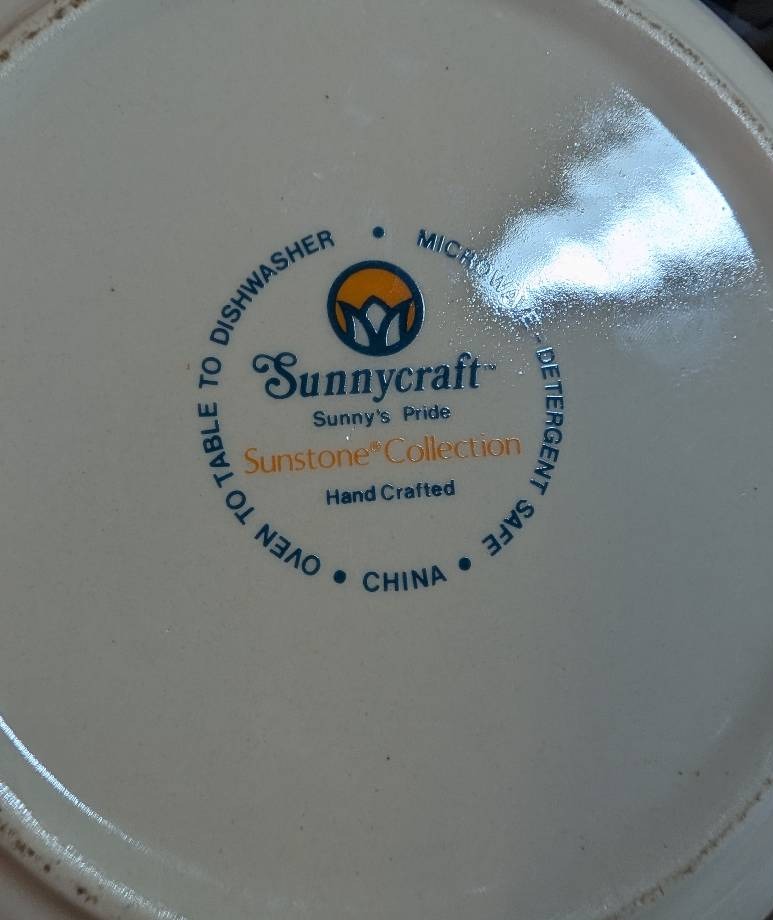 OVEN TO TABLE TO DISHWASHER • MICROWAVE - DETERGENT SAFE • CHINA •
Sunnycraft™
Sunny's Pride
Sunstone® Collection
Hand Crafted